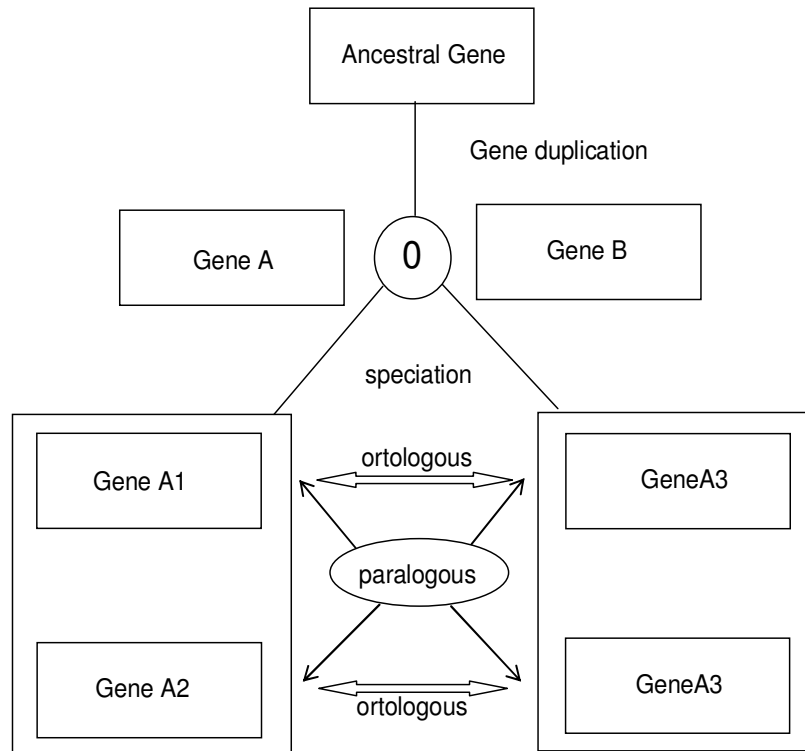 Ancestral Gene
Gene duplication
Gene A
0
Gene B
speciation
Gene A1
ortologous
GeneA3
paralogous
Gene A2
ortologous
GeneA3